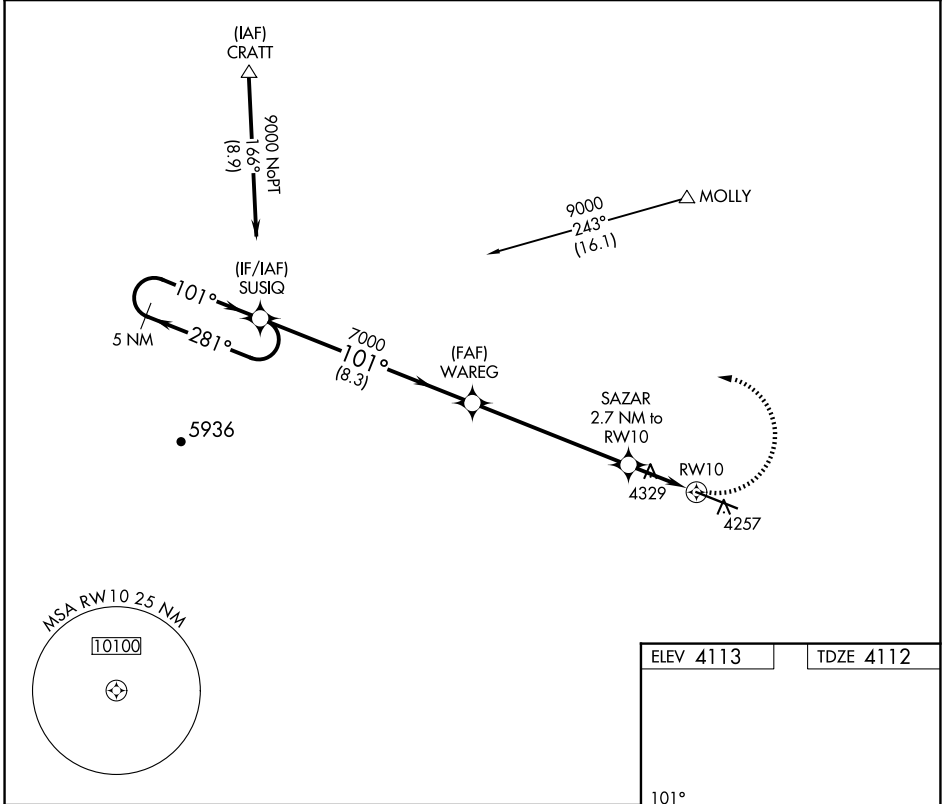 (IAF)
CRATT
9000 NoPT
166°
(8.9)
MOLLY
9000
243°
(16.1)
(IF/IAF)
SUSIQ
101°
281°
5 NM
7000
101°
(8.3)
(FAF)
WAREG
SAZAR
2.7 NM to
RW10
RW10
4329
4257
5936
MSA RW10 25 NM
10100
ELEV 4113
TDZE 4112
101°